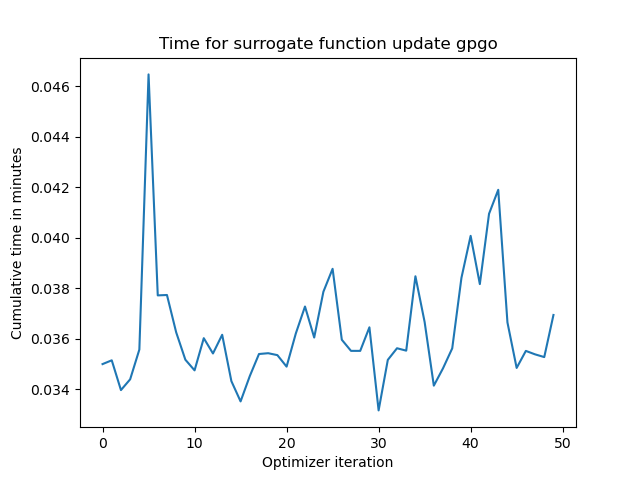 Time for surrogate function update gpgo
Cumulative time in minutes
0.046
0.044
0.042
0.040
0.038
0.036
0.034
0 10 20 30 40 50
Optimizer iteration